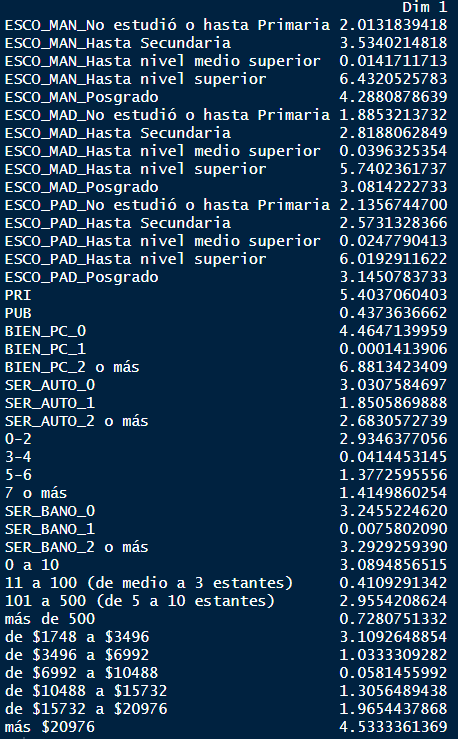 Dim 1
ESCO_MAN_No estudió o hasta Primaria 2.0131839418
ESCO_MAN_Hasta Secundaria 3.5340214818
ESCO_MAN_Hasta nivel medio superior 0.0141711713
ESCO_MAN_Hasta nivel superior 6.4320525783
ESCO_MAN_Posgrado 4.2880878639
ESCO_MAD_No estudió o hasta Primaria 1.8853213732
ESCO_MAD_Hasta Secundaria 2.8188062849
ESCO_MAD_Hasta nivel medio superior 0.0396325354
ESCO_MAD_Hasta nivel superior 5.7402361737
ESCO_MAD_Posgrado 3.0814222733
ESCO_PAD_No estudió o hasta Primaria 2.1356744700
ESCO_PAD_Hasta Secundaria 2.5731328366
ESCO_PAD_Hasta nivel medio superior 0.0247790413
ESCO_PAD_Hasta nivel superior 6.0192911622
ESCO_PAD_Posgrado 3.1450783733
PRI 5.4037060403
PUB 0.4373636662
BIEN_PC_0 4.4647139959
BIEN_PC_1 0.0001413906
BIEN_PC_2 o más 6.8813423409
SER_AUTO_0 3.0307584697
SER_AUTO_1 1.8505869888
SER_AUTO_2 o más 2.6830572739
0-2 2.9346377056
3-4 0.0414453145
5-6 1.3772595556
7 o más 1.4149860254
SER_BANO_0 3.2455224620
SER_BANO_1 0.0075802090
SER_BANO_2 o más 3.2929259390
0 a 10 3.0894856515
11 a 100 (de medio a 3 estantes) 0.4109291342
101 a 500 (de 5 a 10 estantes) 2.9554208624
más de 500 0.7280751332
de $1748 a $3496 3.1092648854
de $3496 a $6992 1.0333309282
de $6992 a $10488 0.0581455992
de $10488 a $15732 1.3056489438
de $15732 a $20976 1.9654437868
más $20976 4.5333361369